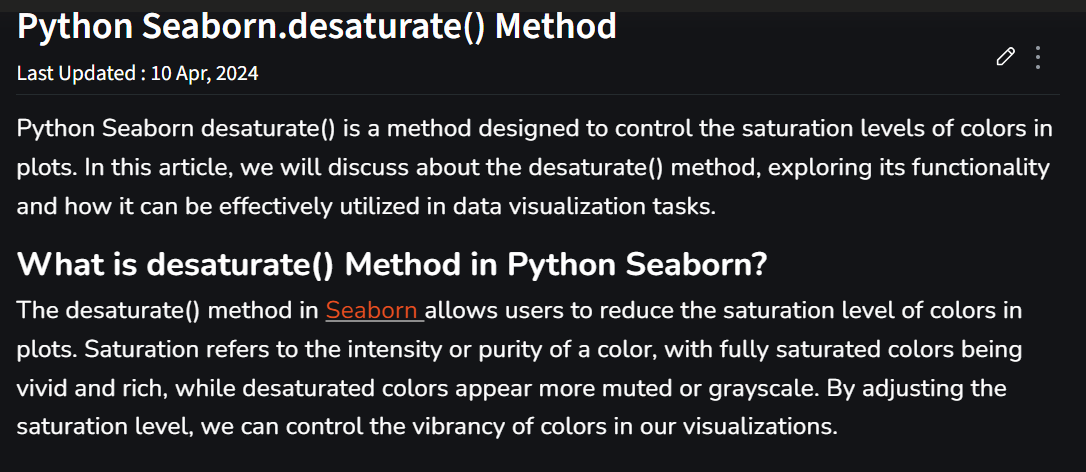 Python Seaborn.desaturate() Method
Last Updated : 10 Apr, 2024
Python Seaborn desaturate() is a method designed to control the saturation levels of colors in
plots. In this article, we will discuss about the desaturate() method, exploring its functionality
and how it can be effectively utilized in data visualization tasks.
What is desaturate() Method in Python Seaborn?
The desaturate() method in Seaborn allows users to reduce the saturation level of colors in
plots. Saturation refers to the intensity or purity of a color, with fully saturated colors being
vivid and rich, while desaturated colors appear more muted or grayscale. By adjusting the
saturation level, we can control the vibrancy of colors in our visualizations.